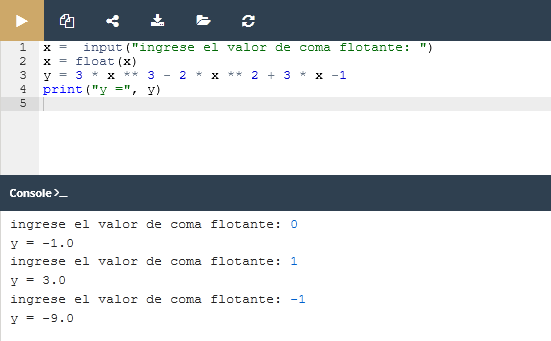 1 x =  input("ingrese el valor de coma flotante: ")
2 x = float(x)
3 y = 3 * x ** 3 - 2 * x ** 2 + 3 * x -1
4 print("y =", y)
5
Console >_
ingrese el valor de coma flotante: 0
y = -1.0
ingrese el valor de coma flotante: 1
y = 3.0
ingrese el valor de coma flotante: -1
y = -9.0